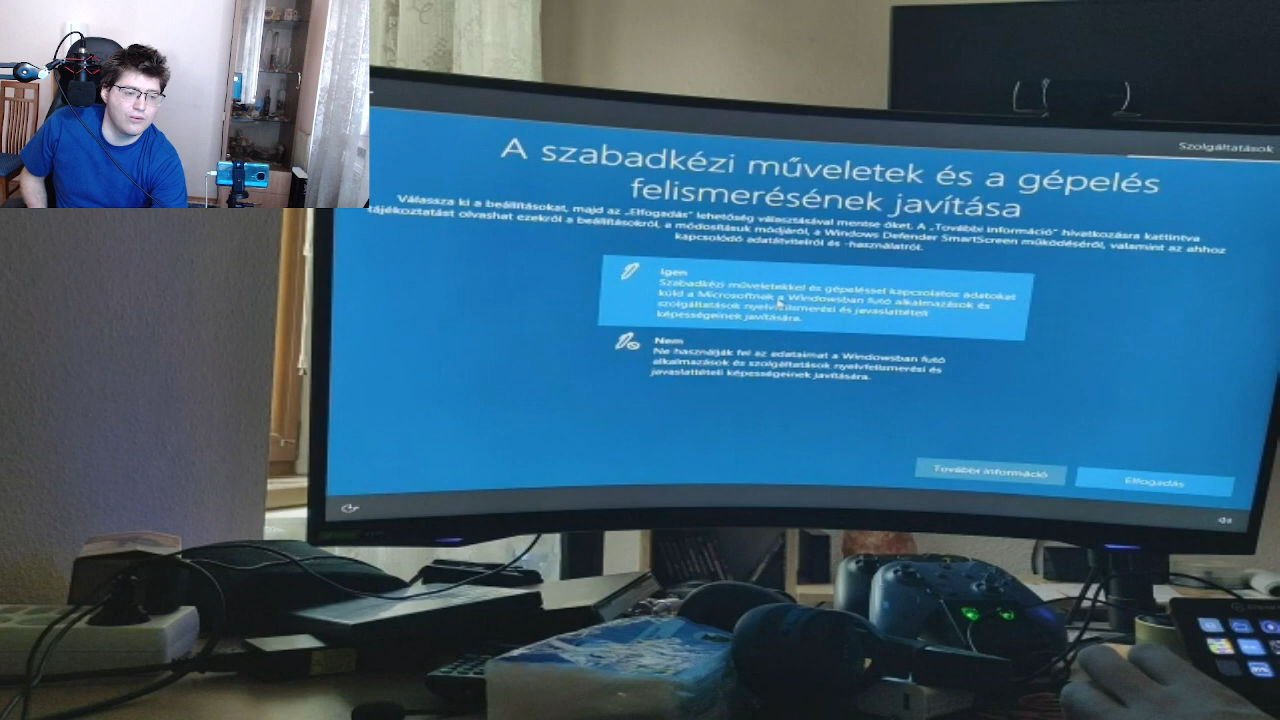 Szolgáltatások
A szabadkézi műveletek és a gépelés
felismerésének javítása
Válassza ki a beállításokat, majd az „Elfogadás” lehetőség választásával mentse őket. A „További információ” hivatkozásra kattintva
tájékoztatást olvashat ezekről a beállításokról, a módosításuk módjáról, a Windows Defender SmartScreen működéséről, valamint az ahhoz
kapcsolódó adatátvitelről és -használatról.
Igen
Szabadkézi műveletekkel és gépeléssel kapcsolatos adatokat
küld a Microsoftnak a Windowsban futó alkalmazások és
szolgáltatások nyelvfelismerési és javaslattételi
képességeinek javítására.
Nem
Ne használják fel az adataimat a Windowsban futó
alkalmazások és szolgáltatások nyelvfelismerési és
javaslattételi képességeinek javítására.
További információ
Elfogadás